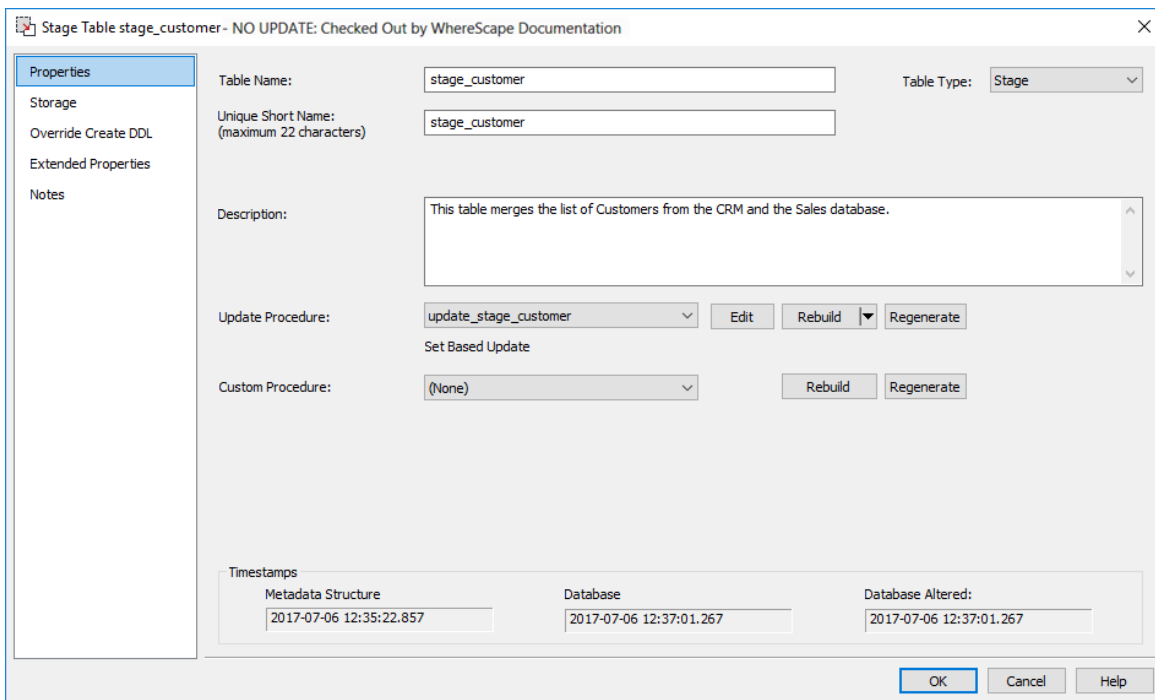 Stage Table stage_customer- NO UPDATE: Checked Out by WhereScape Documentation
Properties
Storage
Override Create DDL
Extended Properties
Notes
Table Name: stage_customer Table Type: Stage
Unique Short Name:
(maximum 22 characters) stage_customer
Description: This table merges the list of Customers from the CRM and the Sales database.
Update Procedure: update_stage_customer Edit Rebuild Regenerate
Set Based Update
Custom Procedure: (None) Rebuild Regenerate
Timestamps
Metadata Structure Database Database Altered:
2017-07-06 12:35:22.857 2017-07-06 12:37:01.267 2017-07-06 12:37:01.267
OK Cancel Help